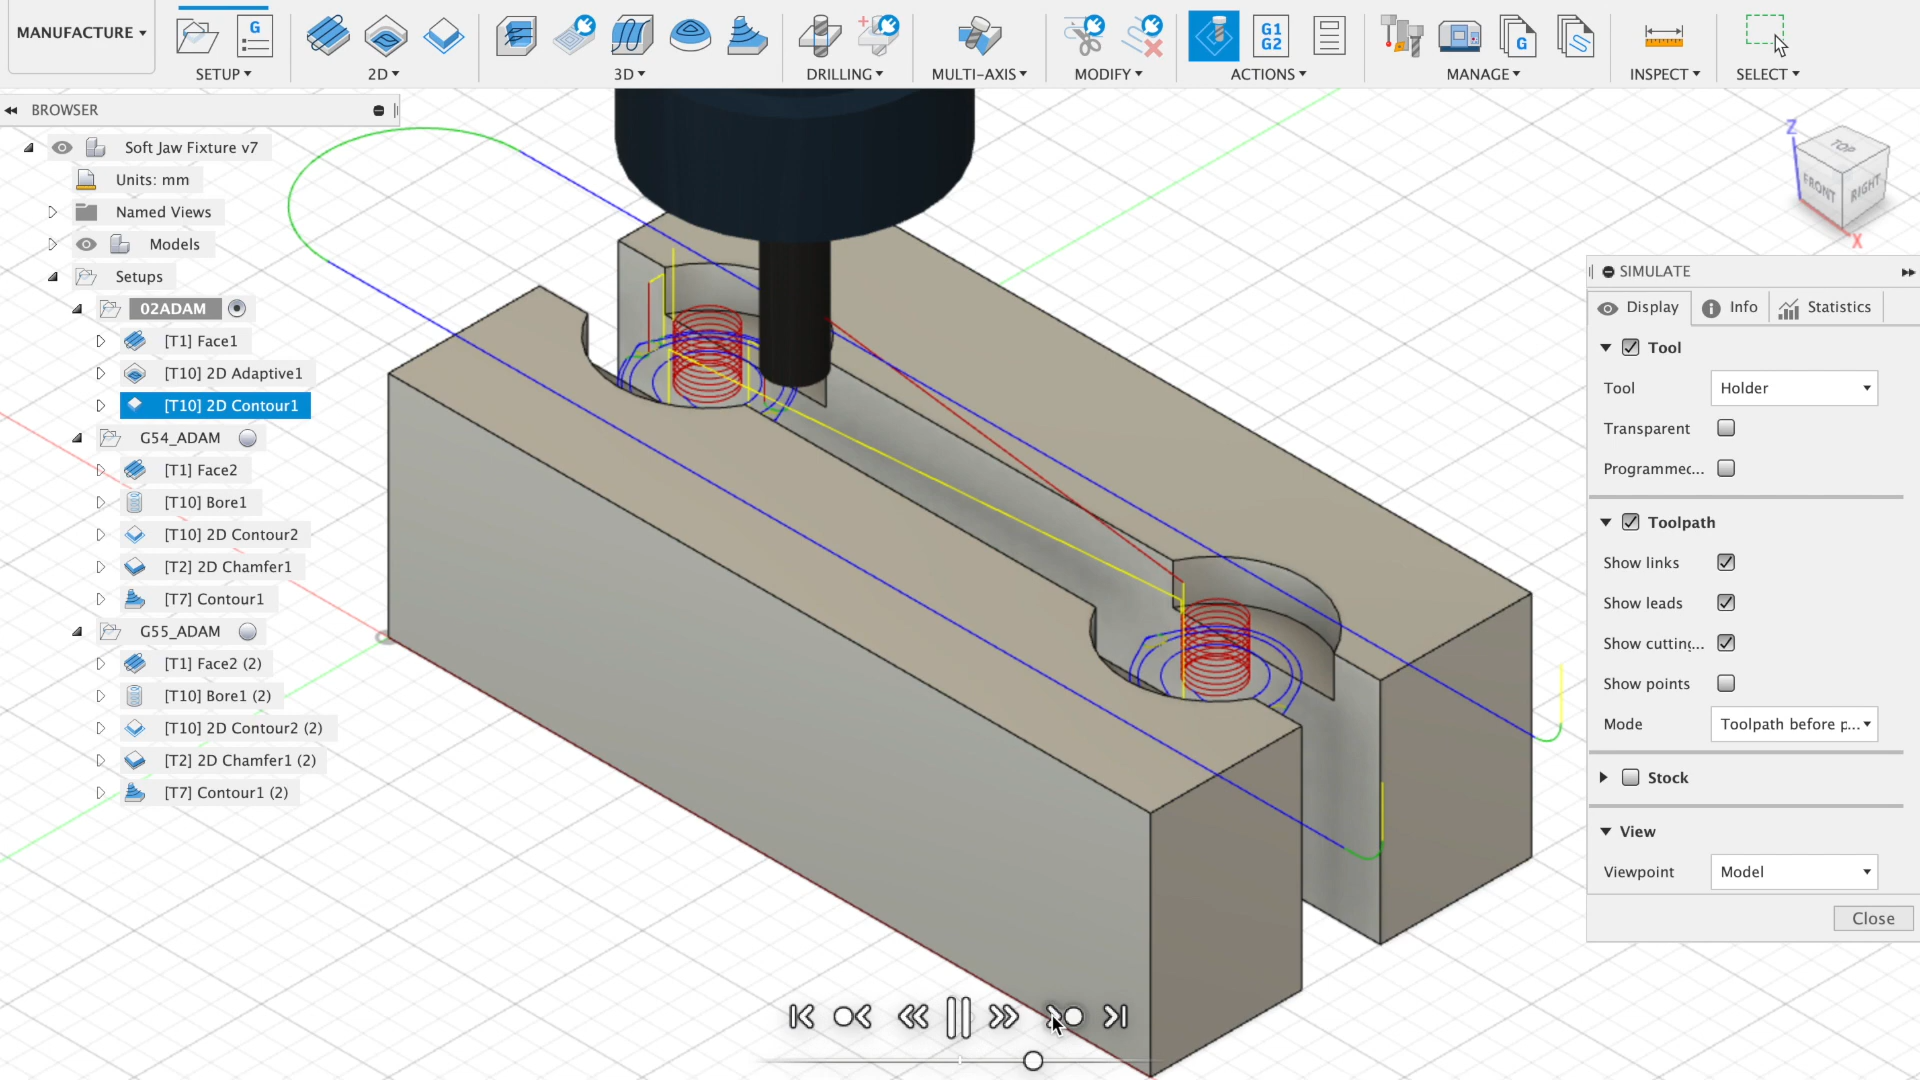 MANUFACTURE
SETUP
2D
3D
DRILLING
MULTI-AXIS
MODIFY
ACTIONS
MANAGE
INSPECT
SELECT
G
G1
G2
G
BROWSER
Soft Jaw Fixture v7
Units: mm
Named Views
Models
Setups
02ADAM
[T1] Face1
[T10] 2D Adaptive1
[T10] 2D Contour1
G54_ADAM
[T1] Face2
[T10] Bore1
[T10] 2D Contour2
[T2] 2D Chamfer1
[T7] Contour1
G55_ADAM
[T1] Face2 (2)
[T10] Bore1 (2)
[T10] 2D Contour2 (2)
[T2] 2D Chamfer1 (2)
[T7] Contour1 (2)
Z
TOP
FRONT
RIGHT
X
SIMULATE
Display
Info
Statistics
Tool
Tool
Holder
Transparent
Programmec...
Toolpath
Show links
Show leads
Show cutting...
Show points
Mode
Toolpath before p...
Stock
View
Viewpoint
Model
Close